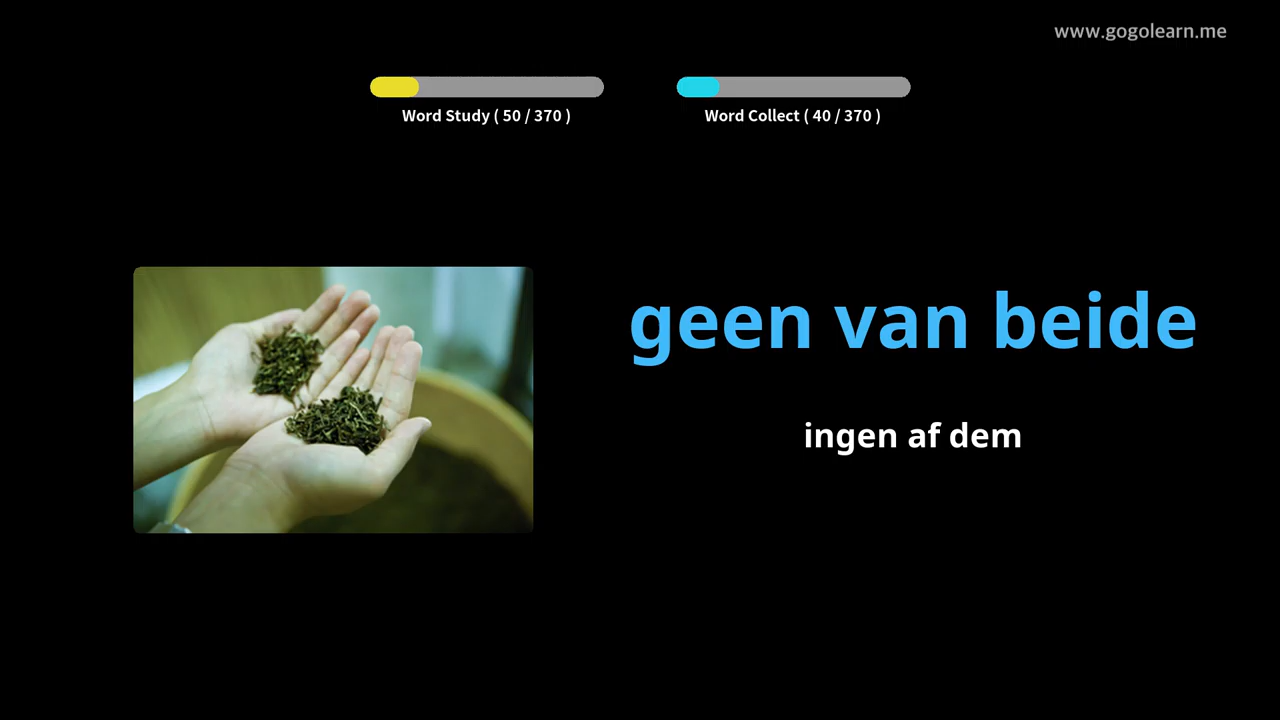 www.gogolearn.me
Word Study ( 50 / 370 )
Word Collect ( 40 / 370 )
geen van beide
ingen af dem